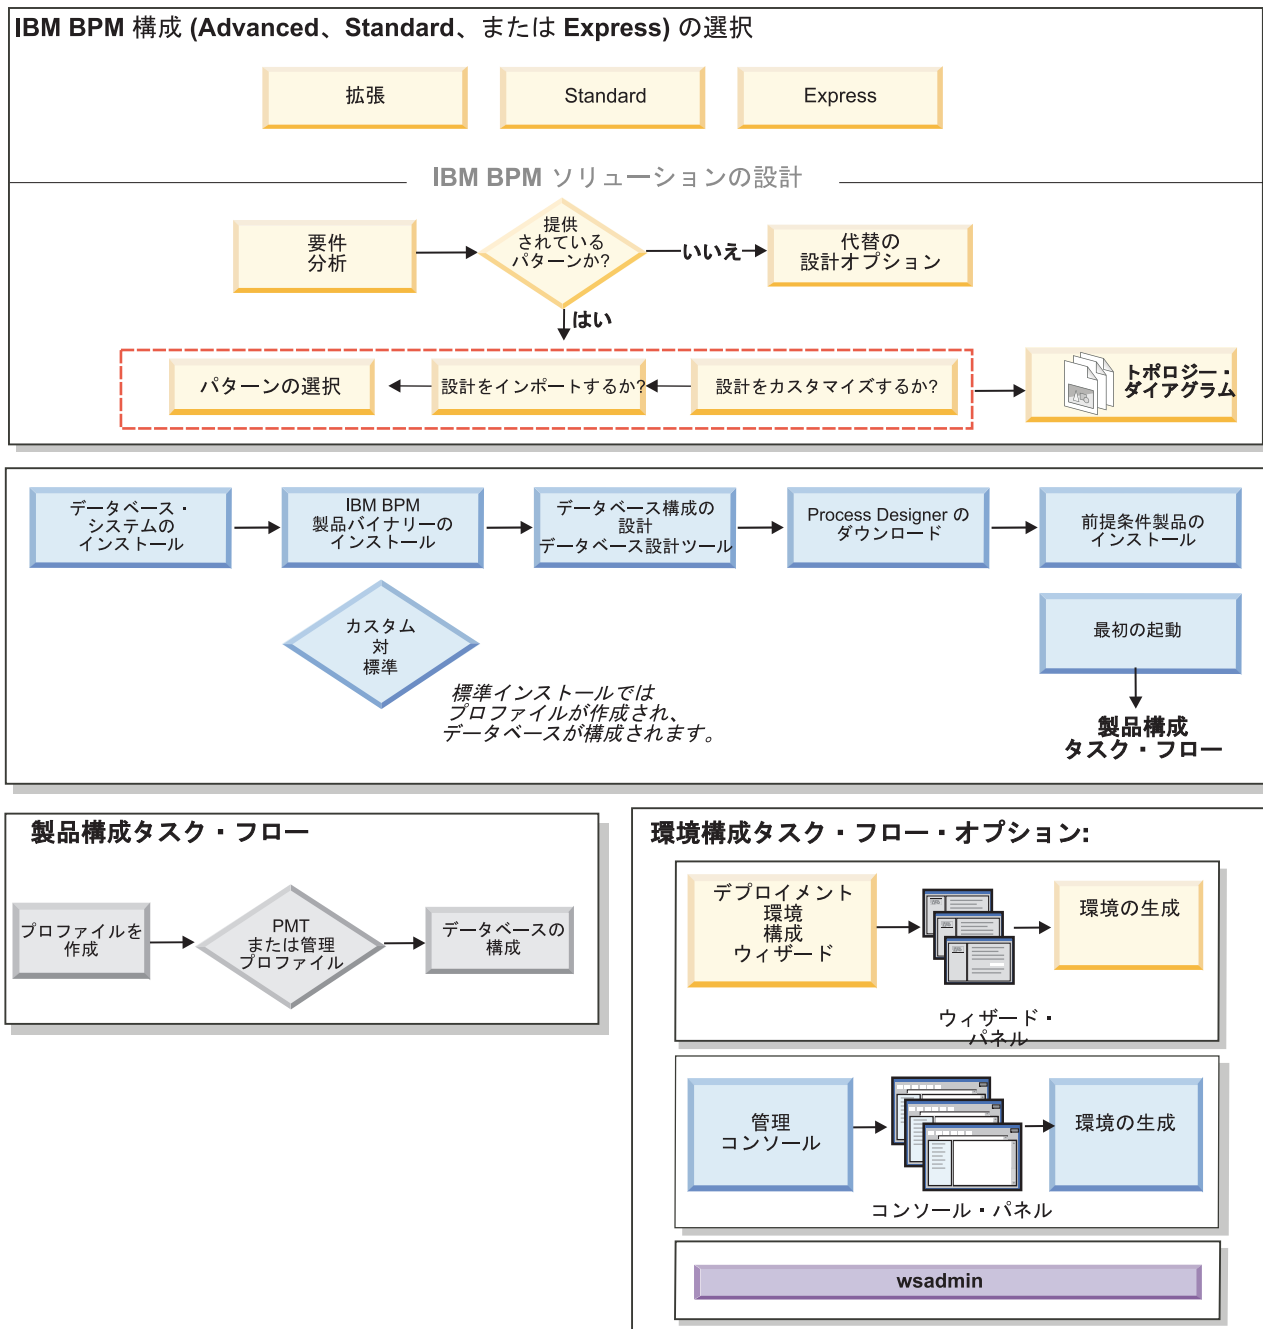 IBM BPM 構成 (Advanced、Standard、または Express) の選択
拡張
Standard
Express
IBM BPM ソリューションの設計
要件
分析
提供
されている
パターンか?
いいえ
代替の
設計オプション
はい
パターンの選択
設計をインポートするか?
設計をカスタマイズするか?
トポロジー・
ダイアグラム
データベース・
システムの
インストール
IBM BPM
製品バイナリーの
インストール
データベース構成の
設計
データベース設計ツール
Process Designer の
ダウンロード
前提条件製品の
インストール
カスタム
対
標準
標準インストールでは
プロファイルが作成され、
データベースが構成されます。
最初の起動
製品構成
タスク・フロー
製品構成タスク・フロー
プロファイルを
作成
PMT
または管理
プロファイル
データベースの
構成
環境構成タスク・フロー・オプション:
デプロイメント
環境
構成
ウィザード
ウィザード・
パネル
環境の生成
管理
コンソール
コンソール・パネル
環境の生成
wsadmin